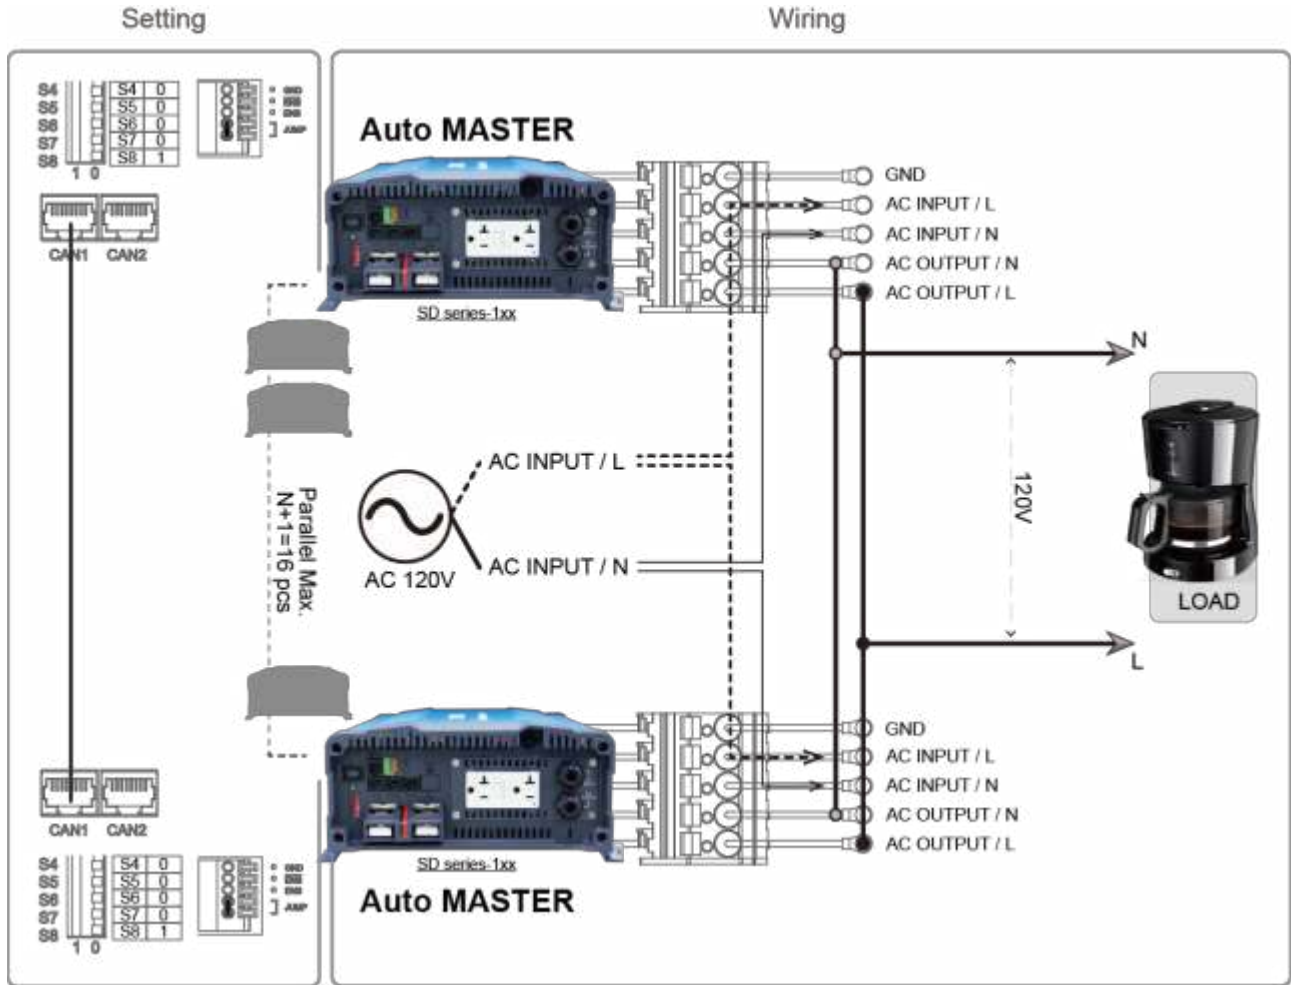 Setting
Wiring
S4
S5
S6
S7
S8
1 0
S4 0
S5 0
S6 0
S7 0
S8 1
GND
JUMP
CAN1 CAN2
Auto MASTER
SD series-1xx
GND
AC INPUT / L
AC INPUT / N
AC OUTPUT / N
AC OUTPUT / L
N
120V
L
LOAD
AC INPUT / L
AC INPUT / N
AC 120V
Parallel Max.
N+1=16 pcs
GND
AC INPUT / L
AC INPUT / N
AC OUTPUT / N
AC OUTPUT / L
SD series-1xx
Auto MASTER
CAN1 CAN2
S4
S5
S6
S7
S8
1 0
S4 0
S5 0
S6 0
S7 0
S8 1
GND
JUMP